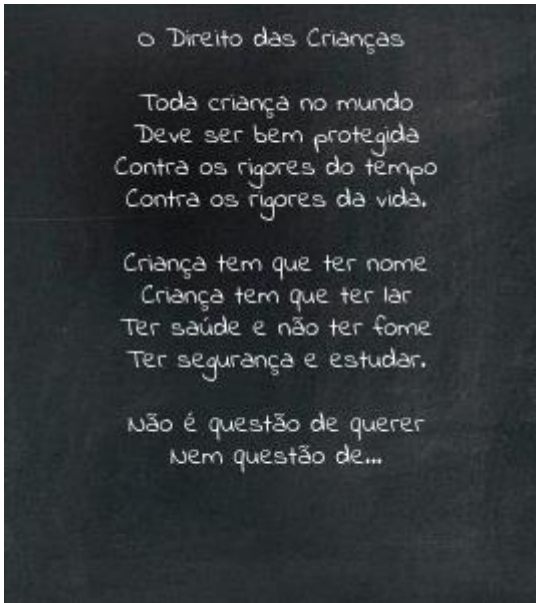 O Direito das Crianças
Toda criança no mundo
Deve ser bem protegida
Contra os rigores do tempo
Contra os rigores da vida.
Criança tem que ter nome
Criança tem que ter lar
Ter saúde e não ter fome
Ter segurança e estudar.
Não é questão de querer
Nem questão de...